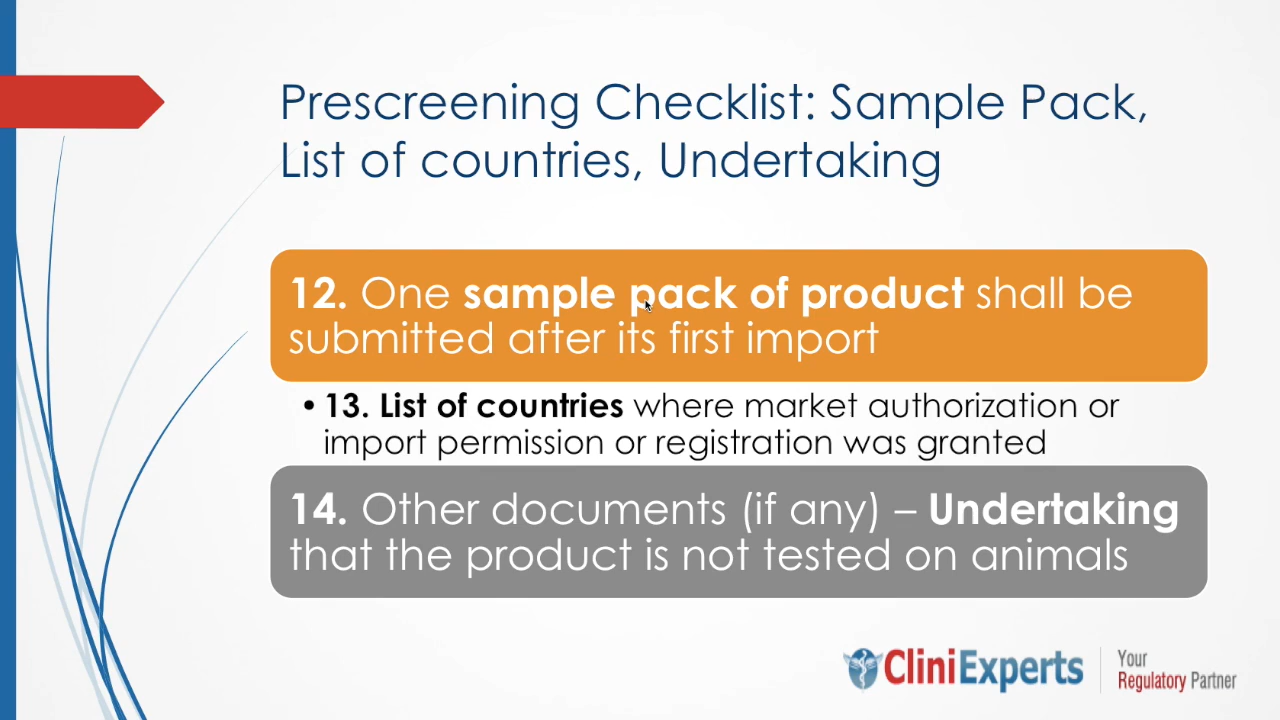 Prescreening Checklist: Sample Pack,
List of countries, Undertaking
12. One sample pack of product shall be
submitted after its first import
• 13. List of countries where market authorization or
import permission or registration was granted
14. Other documents (if any) – Undertaking
that the product is not tested on animals
CliniExperts
Your
Regulatory Partner